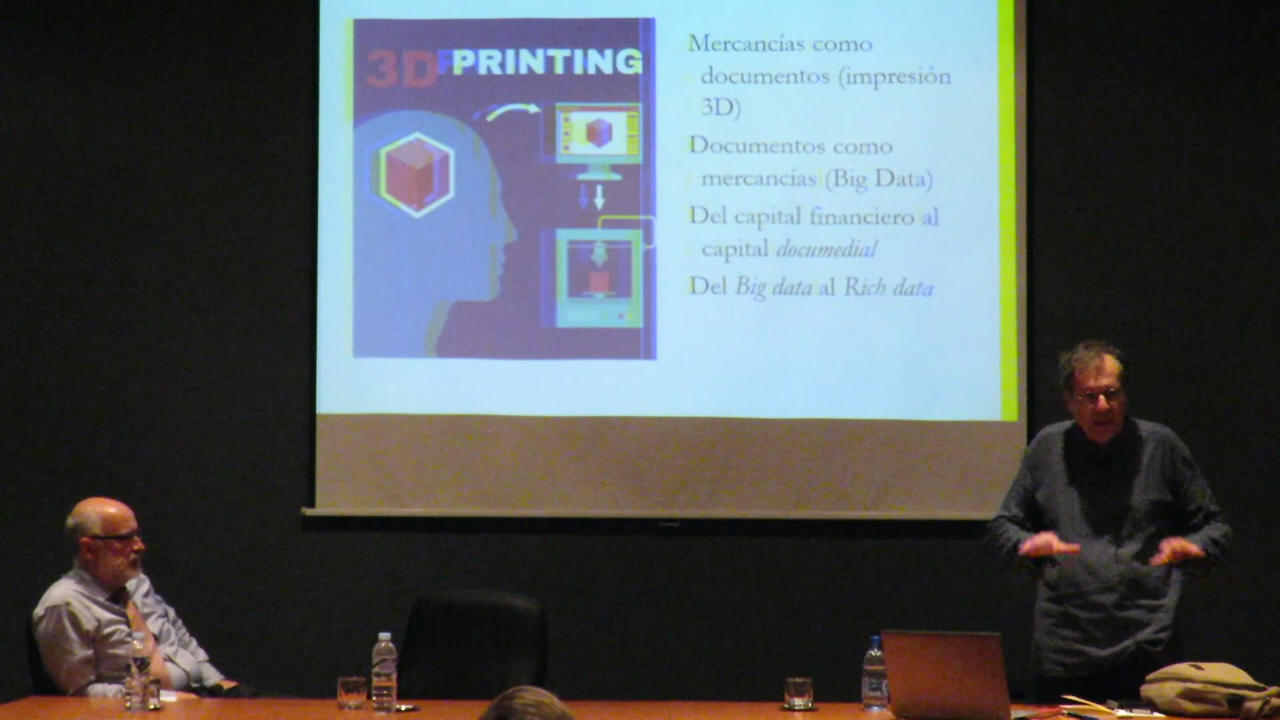 3D PRINTING
Mercancías como
documentos (impresión
3D)
Documentos como
mercancías (Big Data)
Del capital financiero al
capital documedial
Del Big data al Rich data